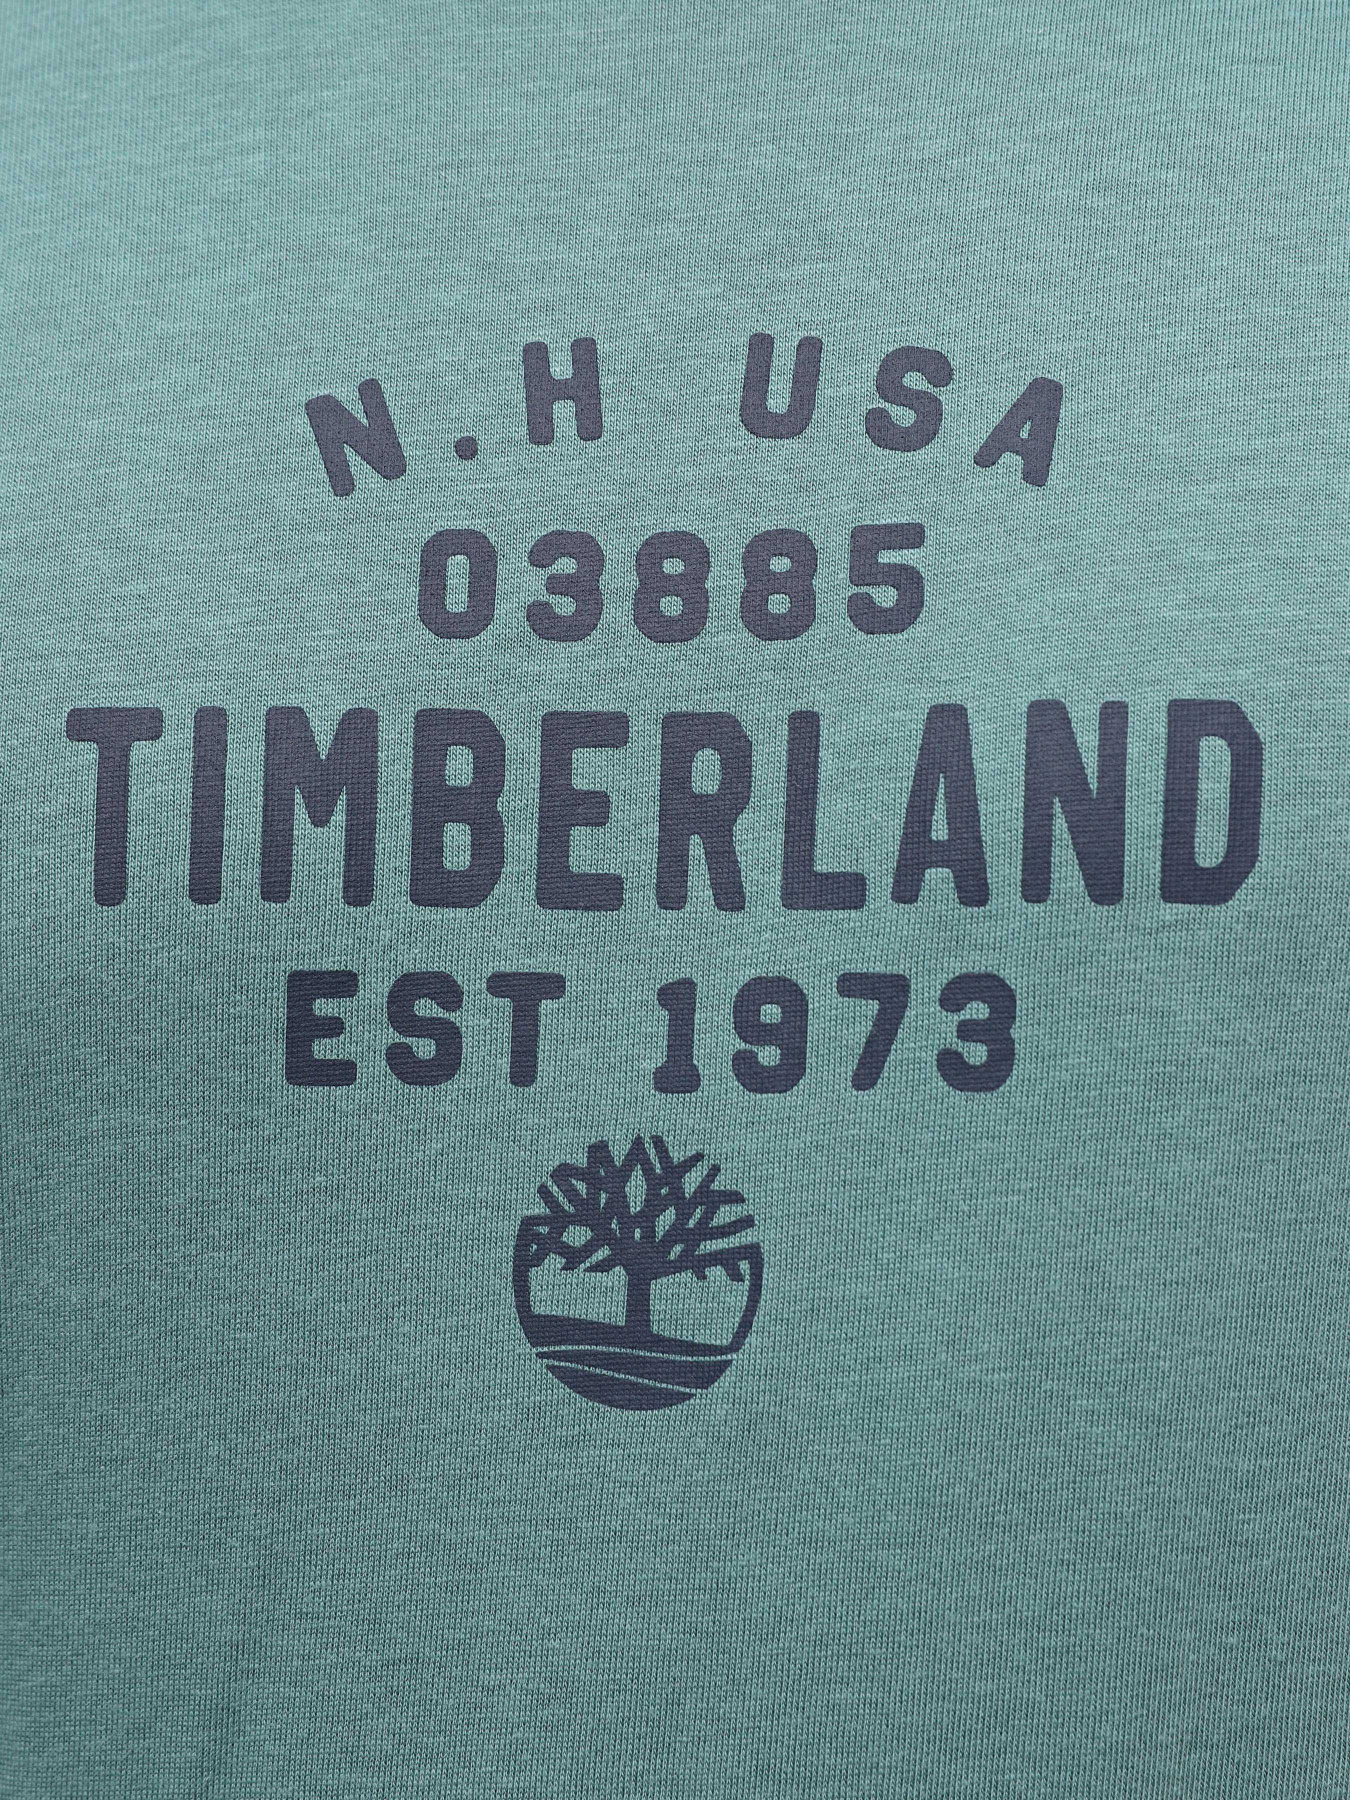 N.H USA
03885
TIMBERLAND
EST 1973